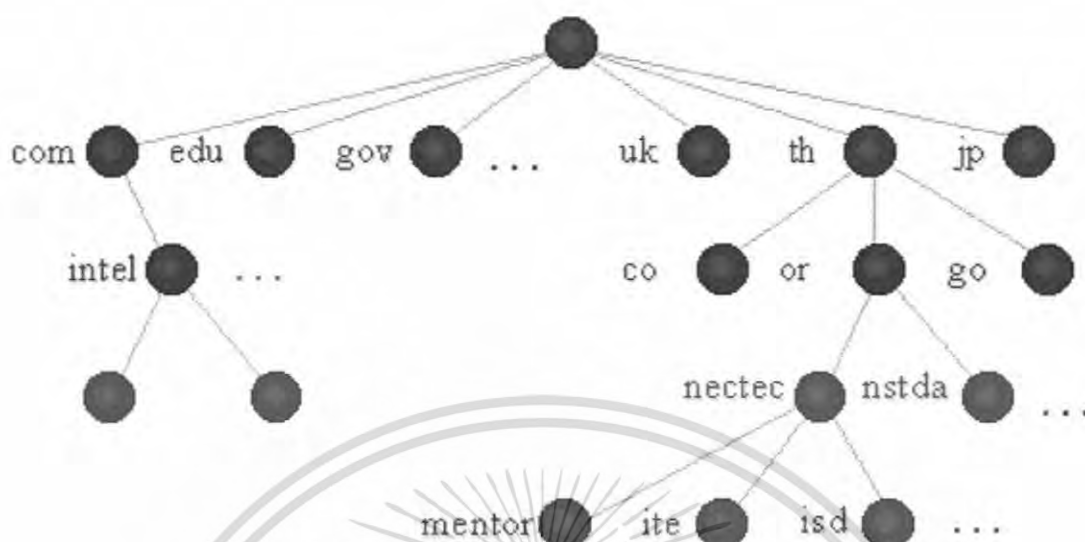 com edu gov ... uk th jp
intel ... co or go
nectec nstda ...
mentor ite isd ...